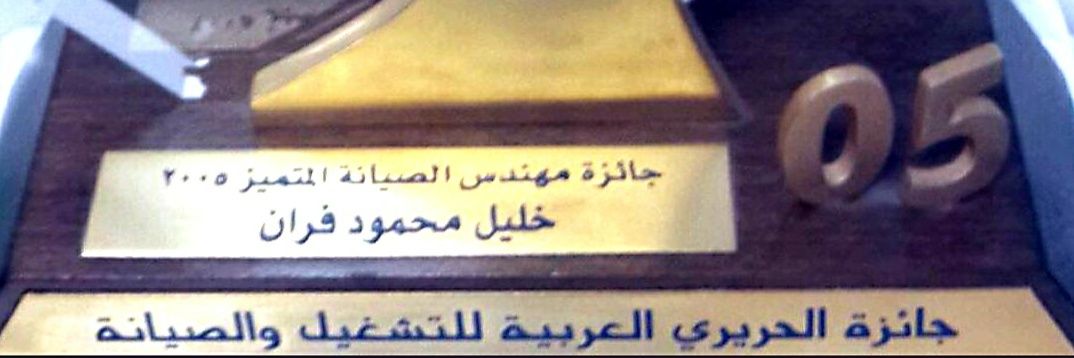 05
جائزة مهندس الصيانة المتميز ٢٠٠٥
خليل محمود فران
جائزة الحريري العربية للتشغيل والصيانة